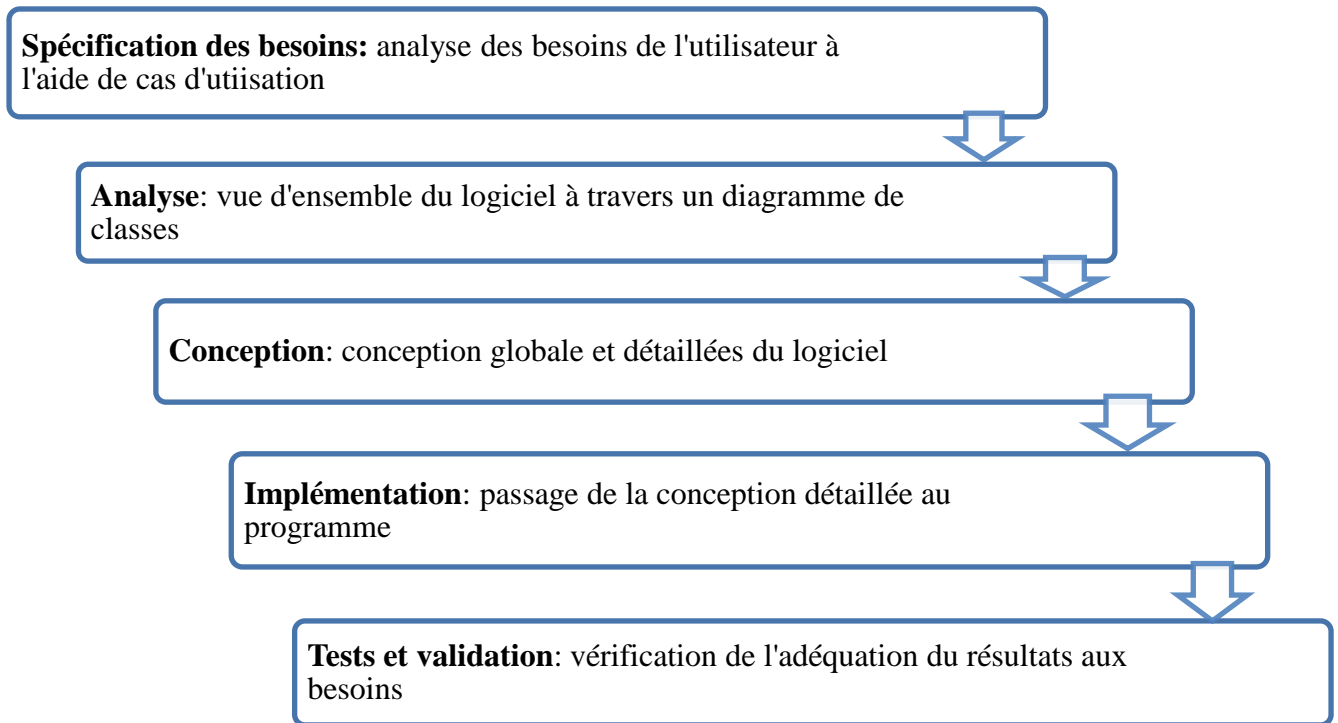 Spécification des besoins: analyse des besoins de l'utilisateur à
l'aide de cas d'utiisation
Analyse: vue d'ensemble du logiciel à travers un diagramme de
classes
Conception: conception globale et détaillées du logiciel
Implémentation: passage de la conception détaillée au
programme
Tests et validation: vérification de l'adéquation du résultats aux
besoins